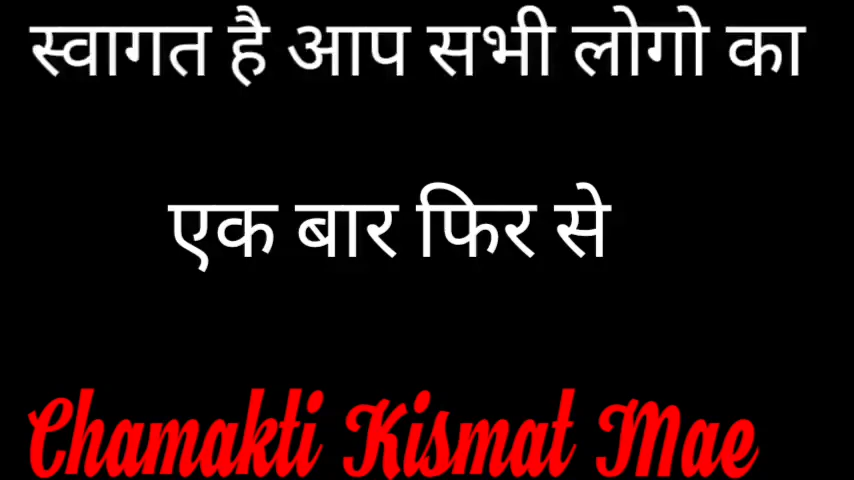 स्वागत है आप सभी लोगो का
एक बार फिर से
Chamakti Kismat Mae